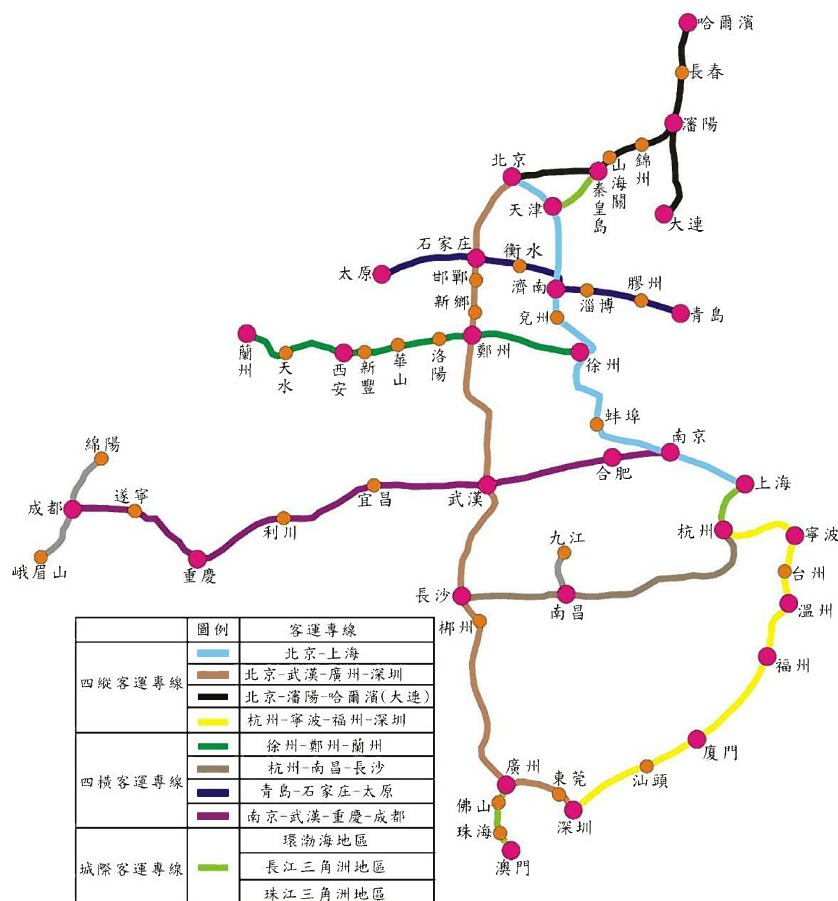 哈爾濱
長春
瀋陽
錦州
山海關
秦皇島
北京
天津
大連
石家庄
衡水
太原
邯鄲
濟南
淄博
膠州
新鄉
青島
兗州
蘭州
天水
西安
新豐
華山
洛陽
鄭州
徐州
蚌埠
綿陽
南京
合肥
成都
遂寧
宜昌
武漢
上海
利川
九江
杭州
寧波
峨眉山
重慶
台州
長沙
南昌
溫州
郴州
福州
廈門
廣州
東莞
汕頭
佛山
深圳
珠海
澳門
圖例 客運專線
四縱客運專線
北京-上海
北京-武漢-廣州-深圳
北京-瀋陽-哈爾濱(大連)
杭州-寧波-福州-深圳
四橫客運專線
徐州-鄭州-蘭州
杭州-南昌-長沙
青島-石家庄-太原
南京-武漢-重慶-成都
城際客運專線
環渤海地區
長江三角洲地區
珠江三角洲地區